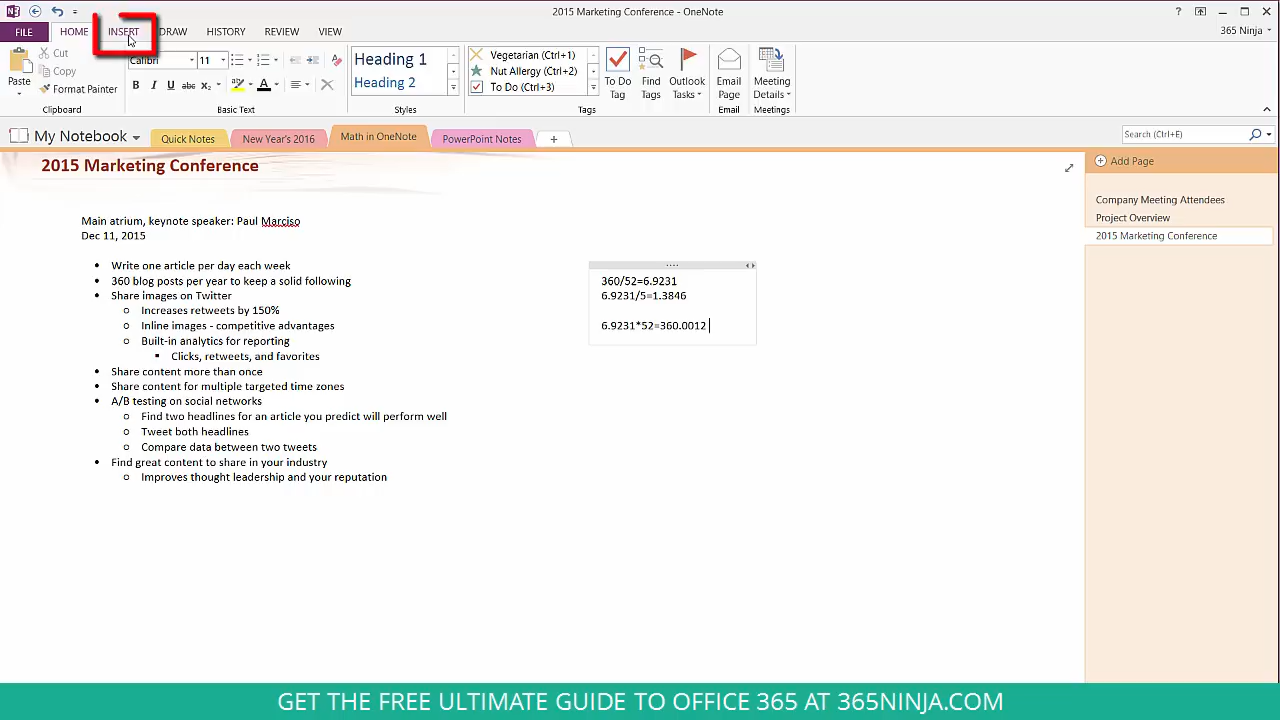 2015 Marketing Conference - OneNote
FILE HOME INSERT DRAW HISTORY REVIEW VIEW
365 Ninja
Paste
Cut
Copy
Format Painter
Clipboard
Calibri 11
Basic Text
Heading 1
Heading 2
Styles
Vegetarian (Ctrl+1)
Nut Allergy (Ctrl+2)
To Do (Ctrl+3)
To Do Tag
Find Tags
Outlook Tasks
Tags
Email Page
Email
Meeting Details
Meetings
My Notebook
Quick Notes
New Year's 2016
Math in OneNote
PowerPoint Notes
Search (Ctrl+E)
2015 Marketing Conference
Main atrium, keynote speaker: Paul Marciso
Dec 11, 2015
Write one article per day each week
360 blog posts per year to keep a solid following
Share images on Twitter
Increases retweets by 150%
Inline images - competitive advantages
Built-in analytics for reporting
Clicks, retweets, and favorites
Share content more than once
Share content for multiple targeted time zones
A/B testing on social networks
Find two headlines for an article you predict will perform well
Tweet both headlines
Compare data between two tweets
Find great content to share in your industry
Improves thought leadership and your reputation
360/52=6.9231
6.9231/5=1.3846
6.9231*52=360.0012
Add Page
Company Meeting Attendees
Project Overview
2015 Marketing Conference
GET THE FREE ULTIMATE GUIDE TO OFFICE 365 AT 365NINJA.COM